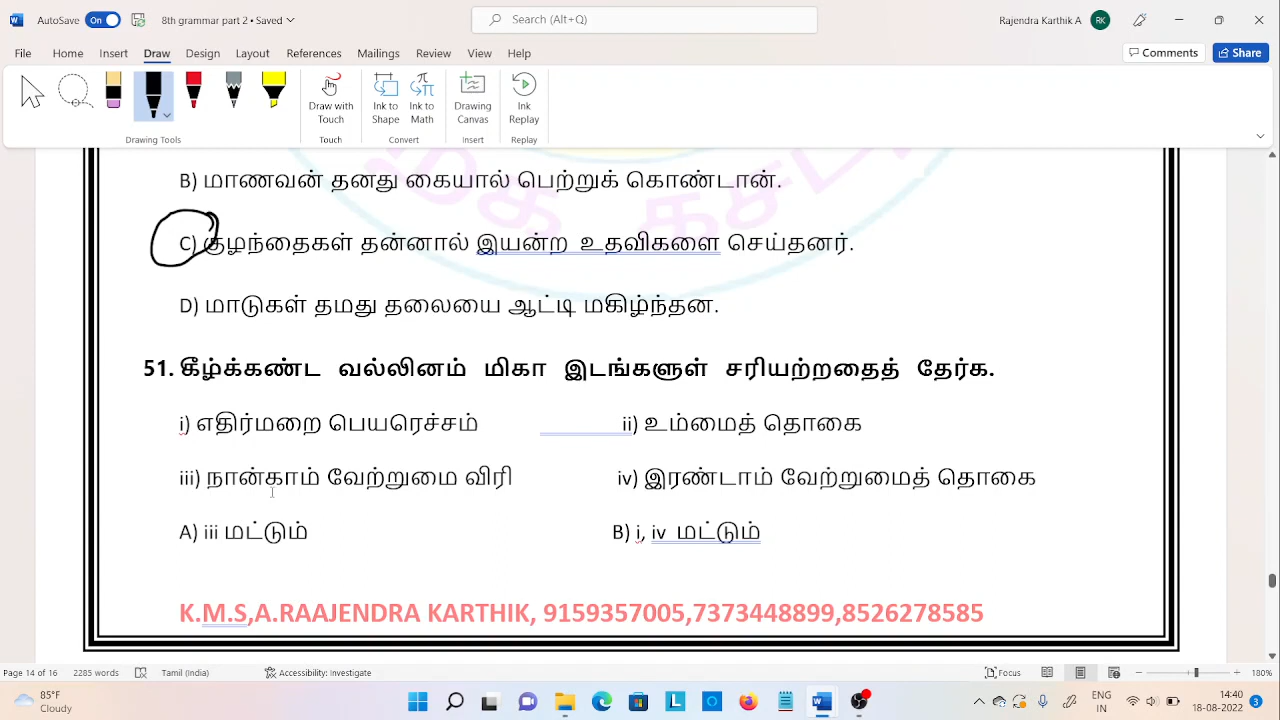 AutoSave On 8th grammar part 2 • Saved Search (Alt+Q) Rajendra Karthik A RK
File Home Insert Draw Design Layout References Mailings Review View Help Comments Share
Draw with Touch Ink to Shape Ink to Math Drawing Canvas Ink Replay
Drawing Tools Touch Convert Insert Replay
B) மாணவன் தனது கையால் பெற்றுக் கொண்டான்.
C) குழந்தைகள் தன்னால் இயன்ற உதவிகளை செய்தனர்.
D) மாடுகள் தமது தலையை ஆட்டி மகிழ்ந்தன.
51. கீழ்க்கண்ட வல்லினம் மிகா இடங்களுள் சரியற்றதைத் தேர்க.
i) எதிர்மறை பெயரெச்சம் ii) உம்மைத் தொகை
iii) நான்காம் வேற்றுமை விரி iv) இரண்டாம் வேற்றுமைத் தொகை
A) iii மட்டும் B) i, iv மட்டும்
K.M.S,A.RAAJENDRA KARTHIK, 9159357005,7373448899,8526278585
Page 14 of 16 2285 words Tamil (India) Accessibility: Investigate Focus 180%
85°F Cloudy ENG IN 14:40 18-08-2022 3